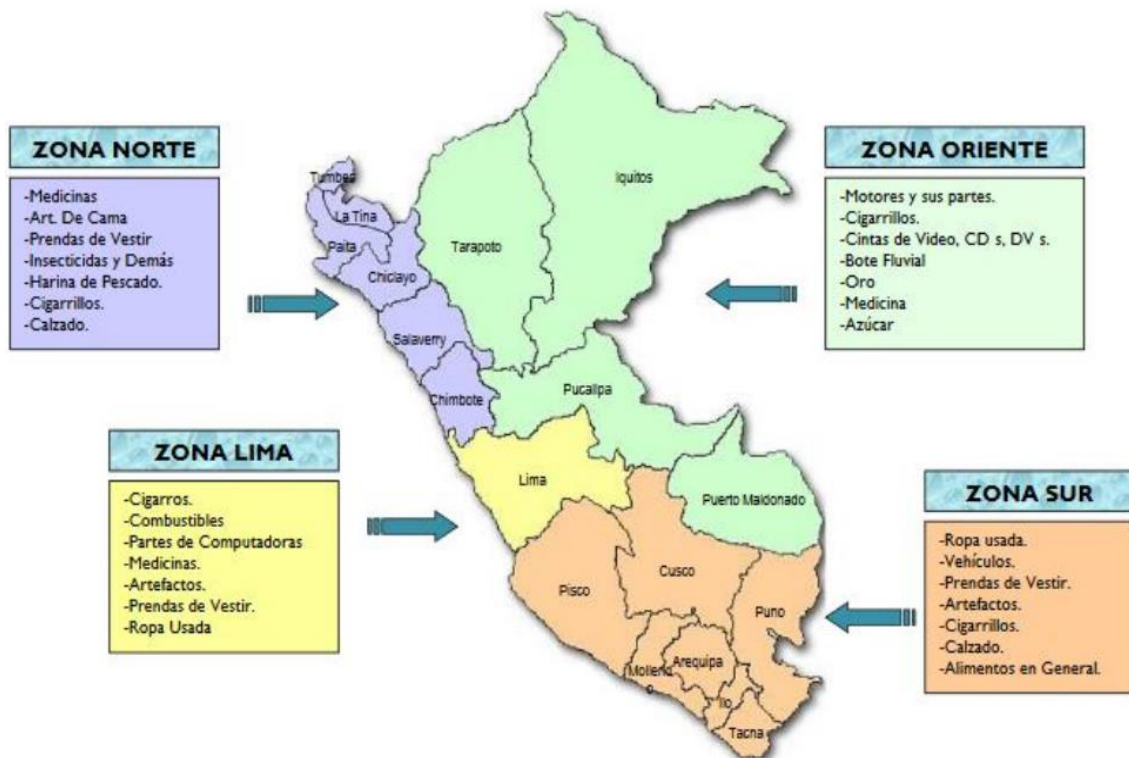 ZONA NORTE
-Medicinas
-Art. De Cama
-Prendas de Vestir
-Insecticidas y Demás
-Harina de Pescado.
-Cigarrillos.
-Calzado.
ZONA ORIENTE
-Motores y sus partes.
-Cigarrillos.
-Cintas de Video, CD s, DV s.
-Bote Fluvial
-Oro
-Medicina
-Azúcar
Tumbes
La Tina
Paita
Chiclayo
Tarapoto
Iquitos
Salaverry
Chimbote
Pucallpa
Lima
Puerto Maldonado
Cusco
Pisco
Puno
Arequipa
Mollendo
Ilo
Tacna
ZONA LIMA
-Cigarros.
-Combustibles
-Partes de Computadoras
-Medicinas.
-Artefactos.
-Prendas de Vestir.
-Ropa Usada
ZONA SUR
-Ropa usada.
-Vehículos.
-Prendas de Vestir.
-Artefactos.
-Cigarrillos.
-Calzado.
-Alimentos en General.